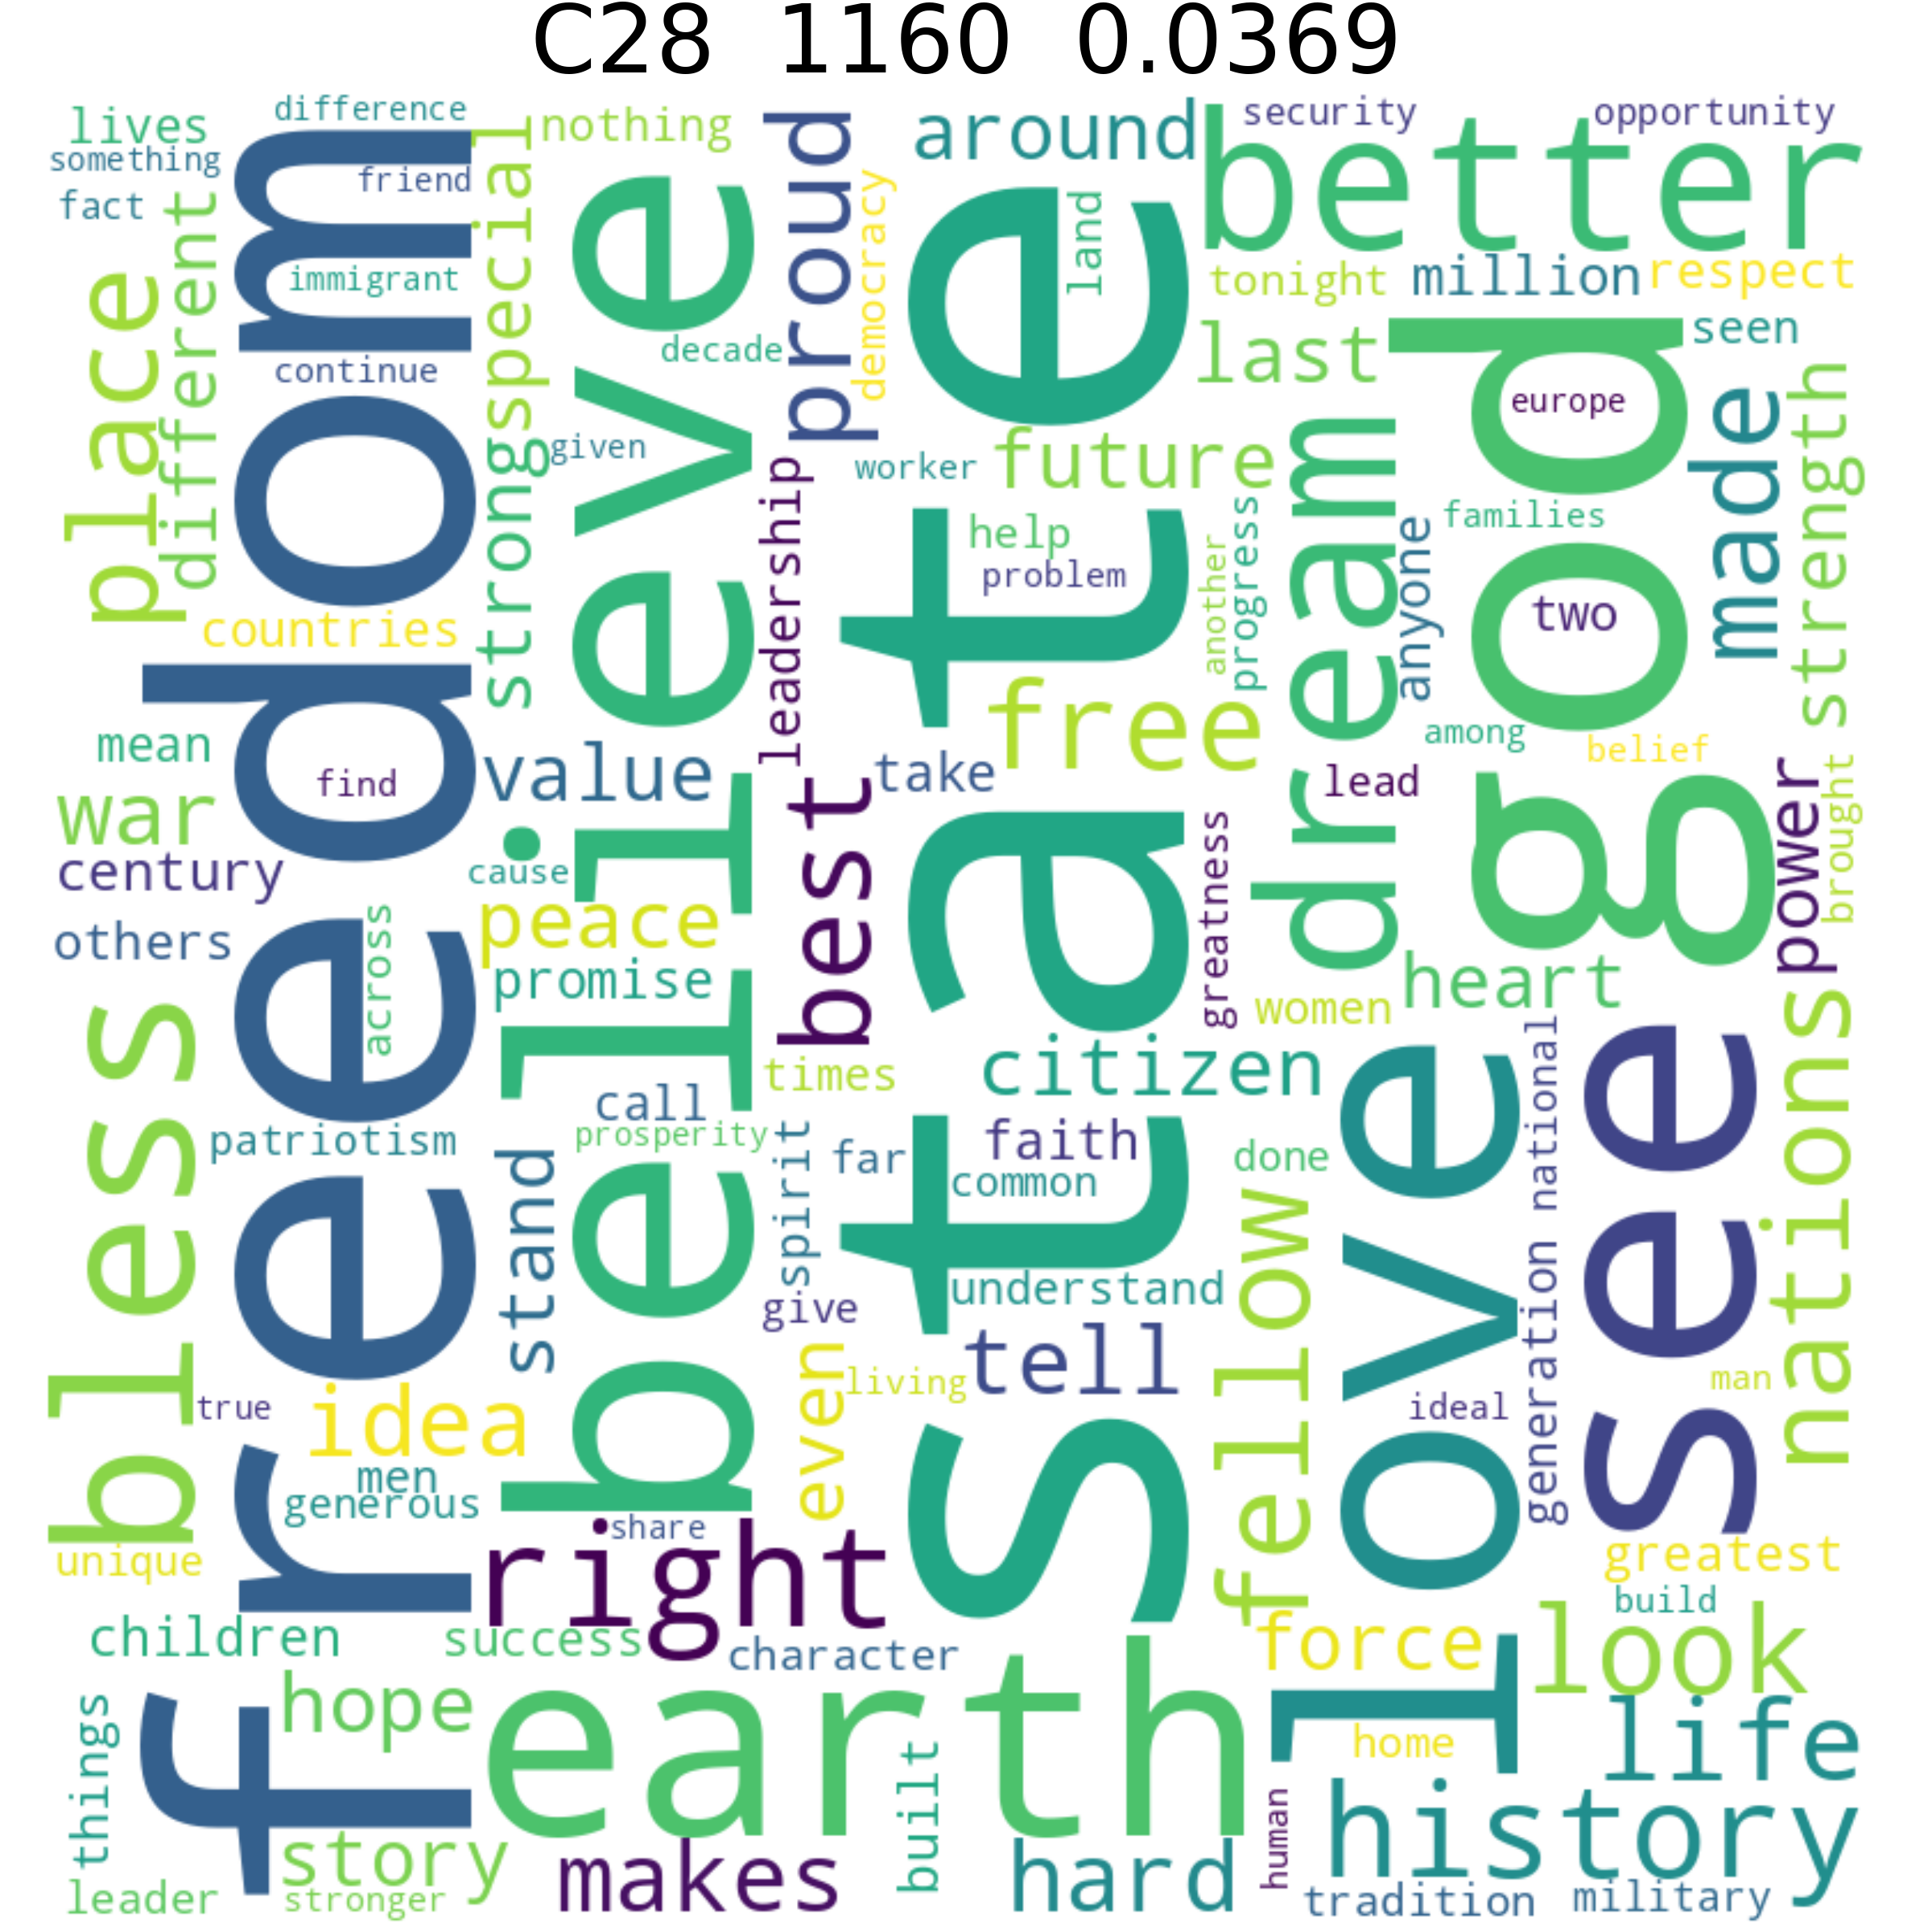 C28 1160 0.0369
lives
difference
nothing
proud
around
security
opportunity
something
friend
special
better
fact
different
freedom
immigrant
believe
democracy
state
land
tonight
million
respect
place
continue
decade
last
good
seen
europe
given
strong
worker
future
dream
made
strength
leadership
help
problem
another
progress
anyone
families
two
countries
mean
find
value
take
free
among
belief
lead
war
century
cause
best
power
brought
others
across
peace
promise
greatness
women
heart
bless
times
citizen
love
national
see
nations
call
patriotism
stand
prosperity
spirit
far
faith
common
done
fellow
understand
give
generation
true
idea
even
living
tell
ideal
man
men
generous
share
unique
right
greatest
build
children
success
character
force
look
things
hope
earth
built
home
life
human
history
story
leader
stronger
makes
hard
tradition
military